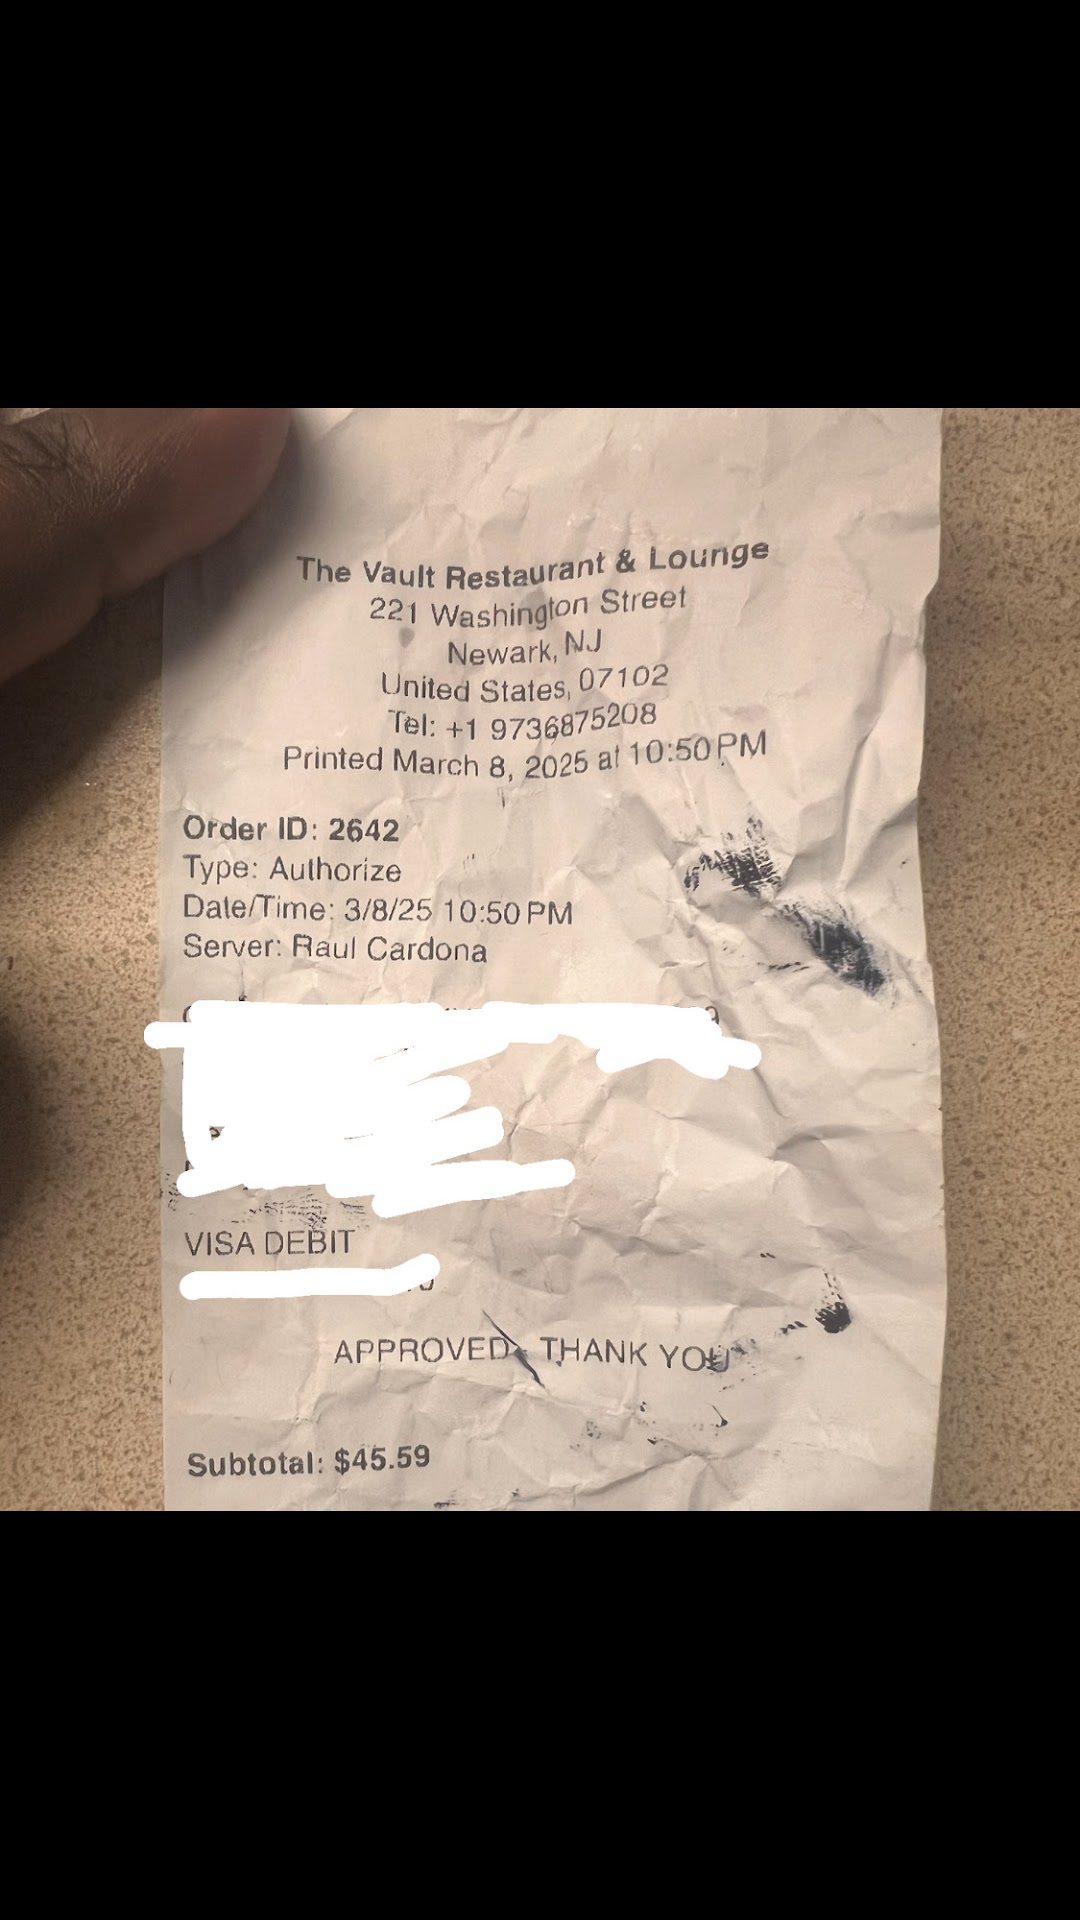 The Vault Restaurant & Lounge
221 Washington Street
Newark, NJ
United States, 07102
Tel: +1 9736875208
Printed March 8, 2025 at 10:50 PM
Order ID: 2642
Type: Authorize
Date/Time: 3/8/25 10:50 PM
Server: Raul Cardona
VISA DEBIT
APPROVED THANK YOU
Subtotal: $45.59